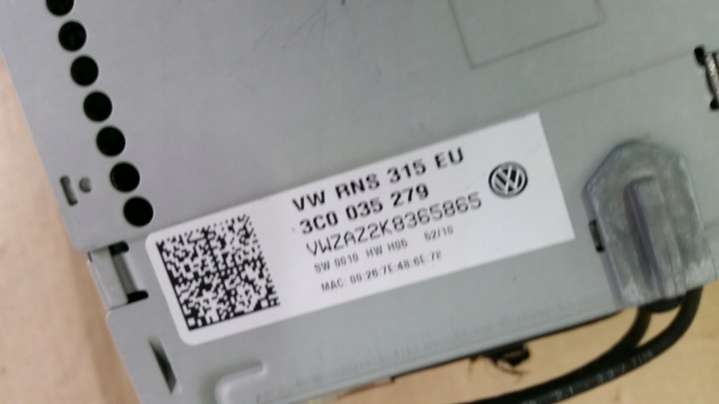 VW RNS 315 EU
3C0 035 279
VWZAZ2K8365865
SW 0010 HW H06 52/10
MAC: 00:26:7E:48:6E:7F